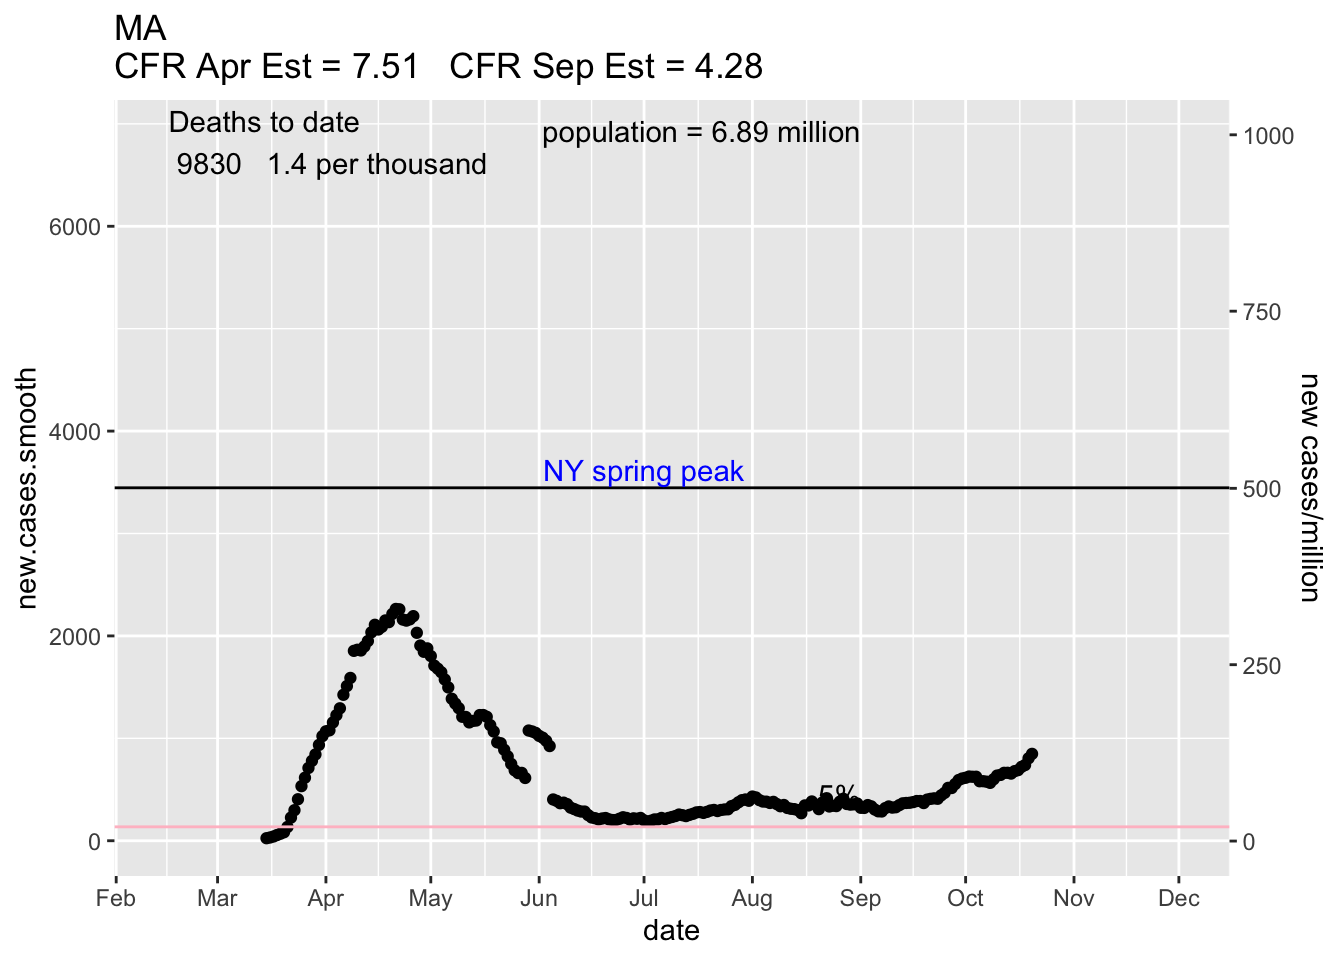 MA
CFR Apr Est = 7.51   CFR Sep Est = 4.28
Deaths to date
9830   1.4 per thousand
population = 6.89 million
1000
750
500
250
0
6000
4000
2000
0
NY spring peak
5%
new.cases.smooth
new cases/million
Feb Mar Apr May Jun Jul Aug Sep Oct Nov Dec
date